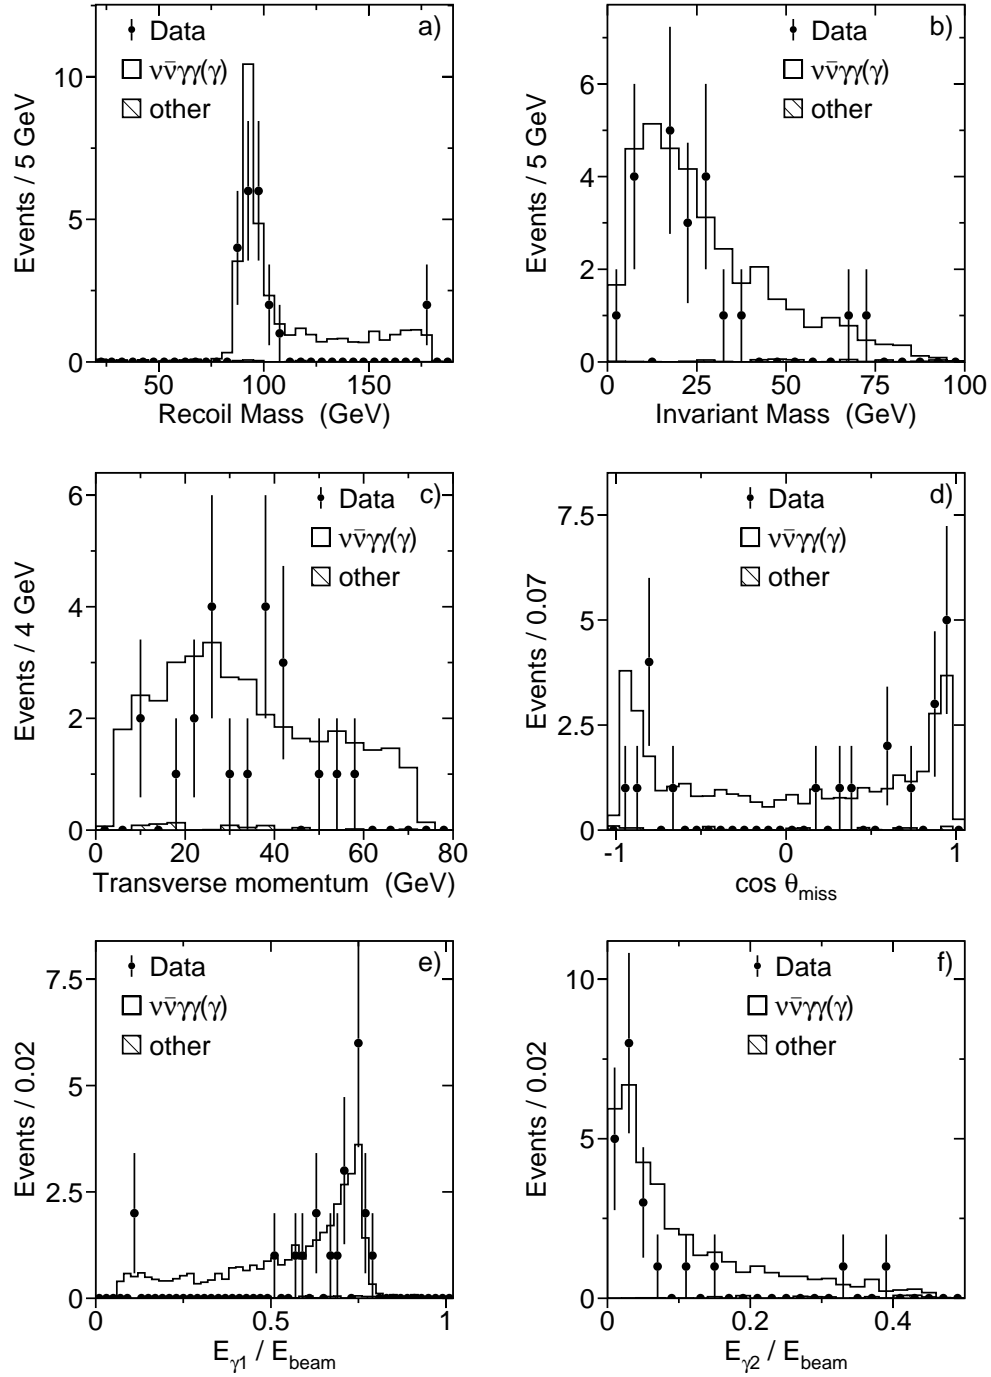 a)
Data
νν̄γγ(γ)
other
Events / 5 GeV
10
5
0
50 100 150
Recoil Mass (GeV)
b)
Data
νν̄γγ(γ)
other
Events / 5 GeV
6
4
2
0
0 25 50 75 100
Invariant Mass (GeV)
c)
Data
νν̄γγ(γ)
other
Events / 4 GeV
6
4
2
0
0 20 40 60 80
Transverse momentum (GeV)
d)
Data
νν̄γγ(γ)
other
Events / 0.07
7.5
5
2.5
0
-1 0 1
cos θmiss
e)
Data
νν̄γγ(γ)
other
Events / 0.02
7.5
5
2.5
0
0 0.5 1
Eγ1 / Ebeam
f)
Data
νν̄γγ(γ)
other
Events / 0.02
10
5
0
0 0.2 0.4
Eγ2 / Ebeam